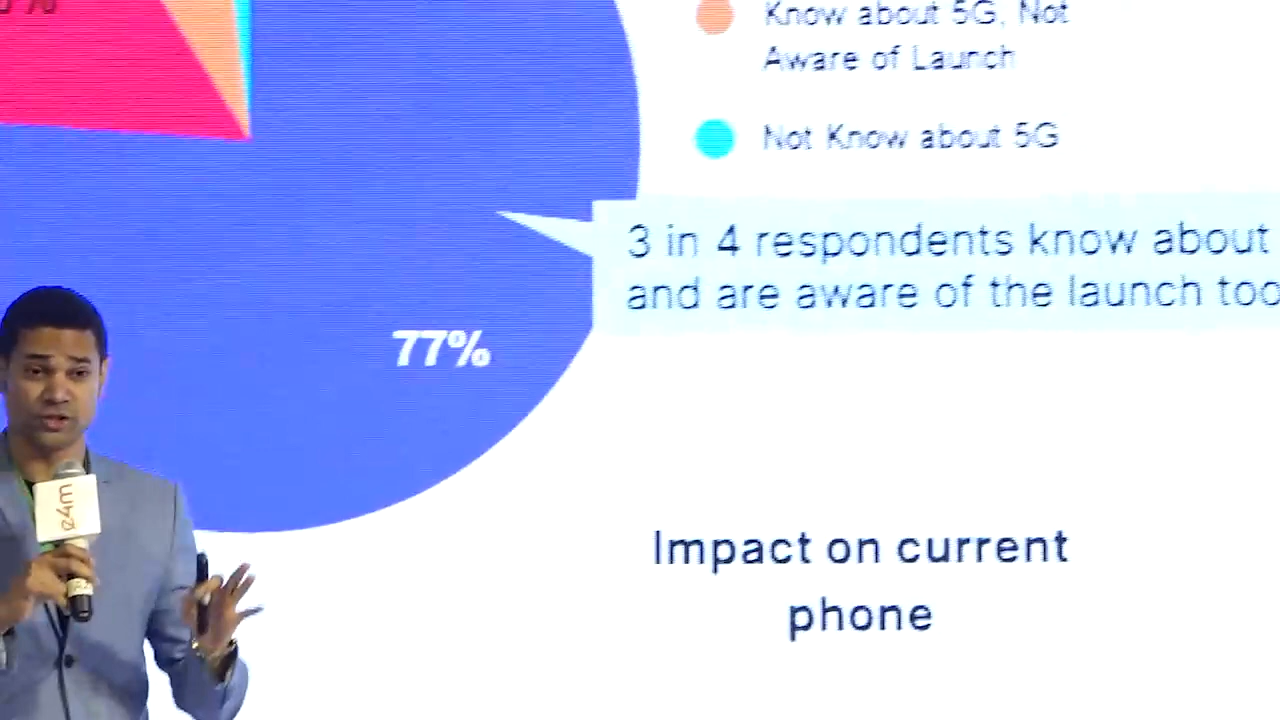 %
Know about 5G, Not
Aware of Launch
Not Know about 5G
3 in 4 respondents know about
and are aware of the launch too
77%
e4m
Impact on current
phone